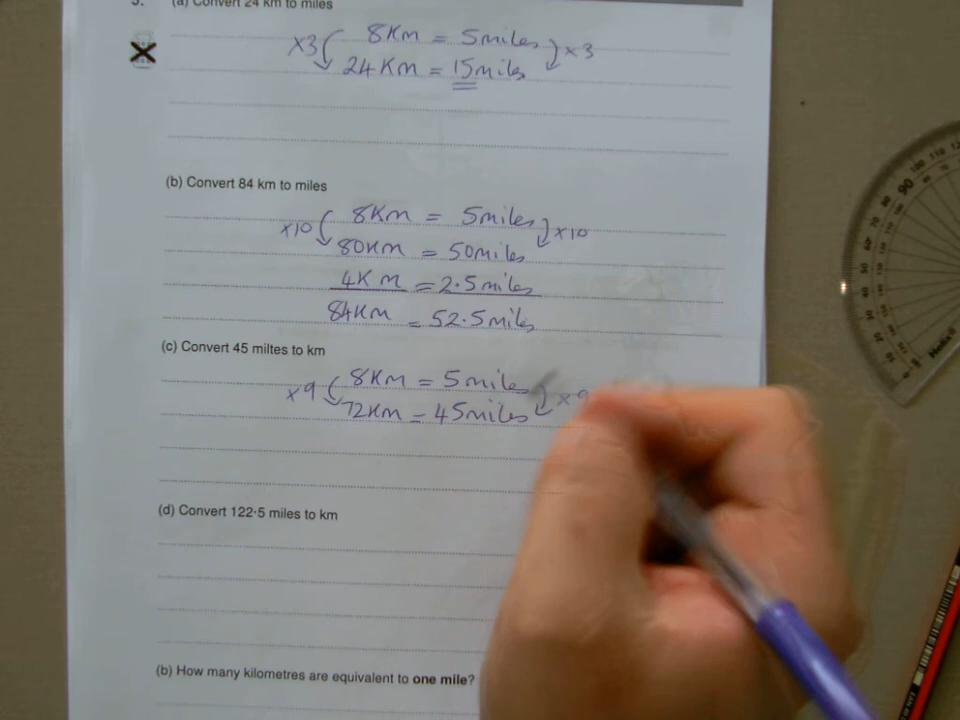 (a) Convert 24 km to miles
×3 8Km = 5miles ×3
24Km = 15miles
(b) Convert 84 km to miles
×10 8Km = 5miles ×10
80Km = 50miles
4Km = 2.5miles
84Km = 52.5miles
(c) Convert 45 miltes to km
×9 8Km = 5miles ×9
72Km = 45miles
(d) Convert 122·5 miles to km
(b) How many kilometres are equivalent to one mile?
Helix